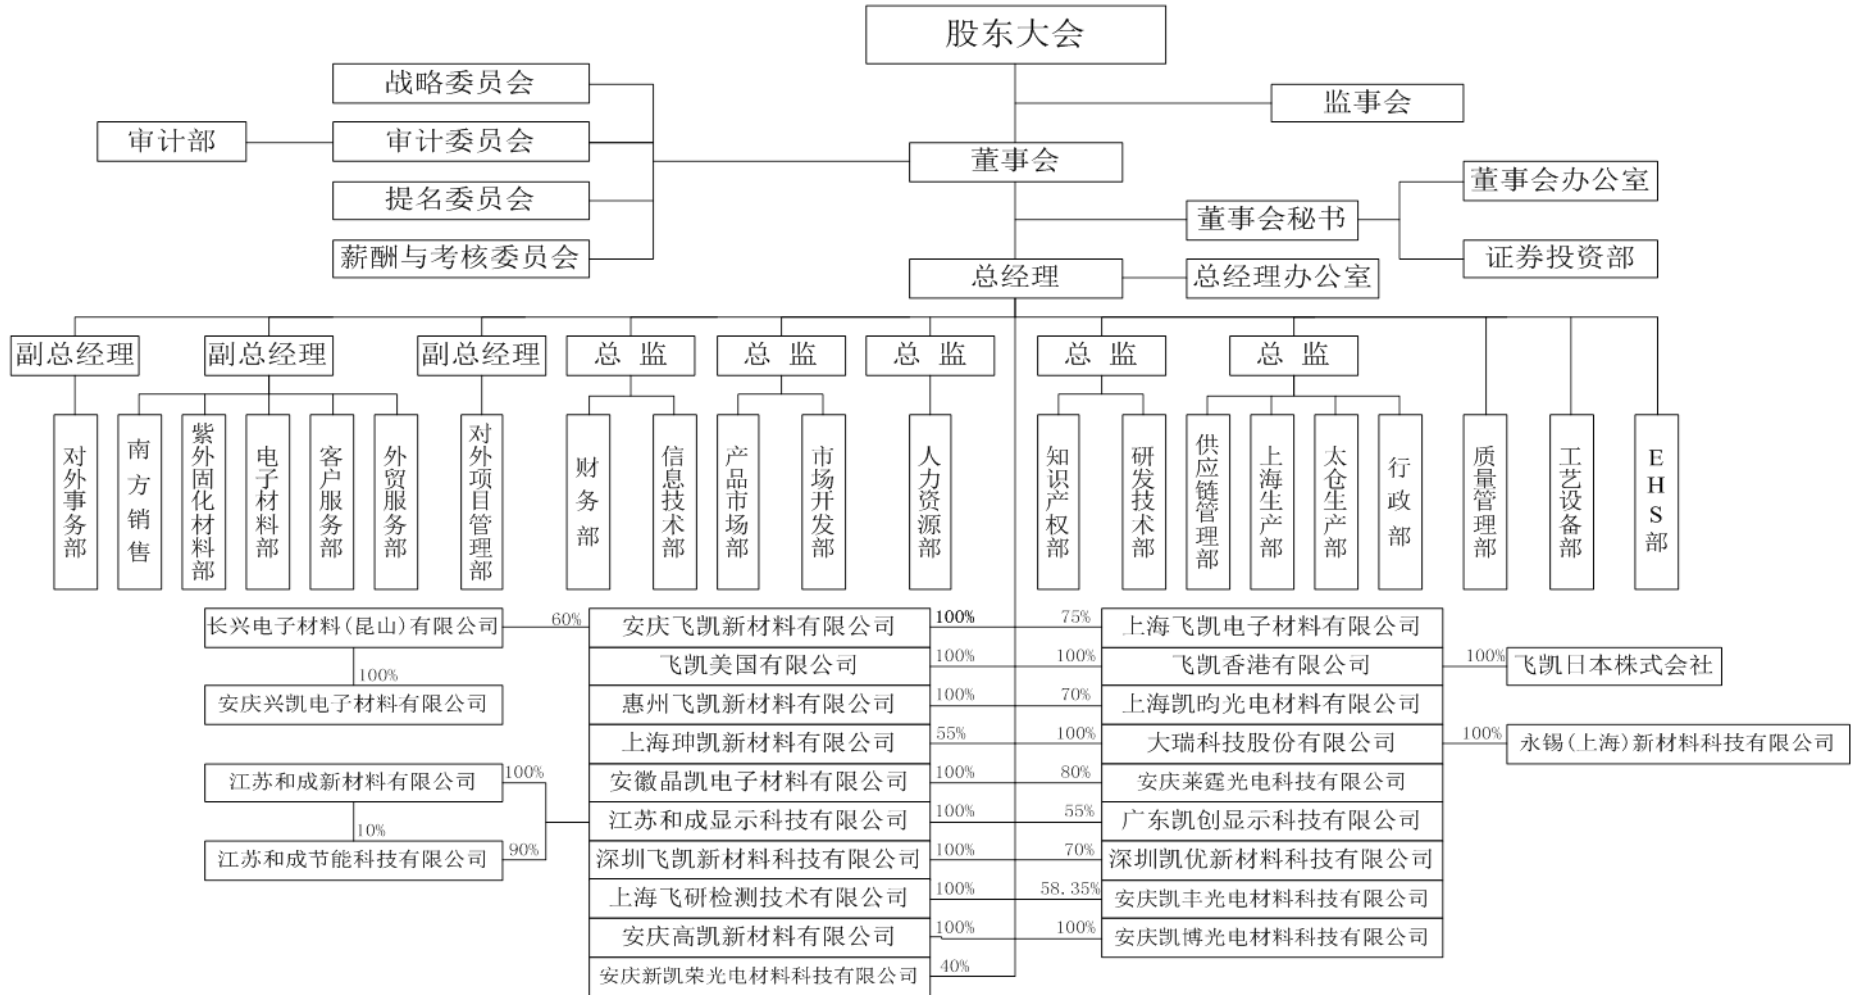 股东大会
战略委员会
监事会
审计部
审计委员会
董事会
提名委员会
董事会办公室
董事会秘书
薪酬与考核委员会
证券投资部
总经理
总经理办公室
副总经理
副总经理
副总经理
总 监
总 监
总 监
总 监
总 监
对外事务部
南方销售
紫外固化材料部
电子材料部
客户服务部
外贸服务部
对外项目管理部
财务部
信息技术部
产品市场部
市场开发部
人力资源部
知识产权部
研发技术部
供应链管理部
上海生产部
太仓生产部
行政部
质量管理部
工艺设备部
EHS部
长兴电子材料(昆山)有限公司
60%
安庆飞凯新材料有限公司
100%
75%
上海飞凯电子材料有限公司
100%
飞凯美国有限公司
100%
100%
飞凯香港有限公司
100%
飞凯日本株式会社
安庆兴凯电子材料有限公司
惠州飞凯新材料有限公司
100%
70%
上海凯昀光电材料有限公司
上海珅凯新材料有限公司
55%
100%
大瑞科技股份有限公司
100%
永锡(上海)新材料科技有限公司
江苏和成新材料有限公司
100%
安徽晶凯电子材料有限公司
100%
80%
安庆莱霆光电科技有限公司
10%
江苏和成显示科技有限公司
100%
55%
广东凯创显示科技有限公司
江苏和成节能科技有限公司
90%
深圳飞凯新材料科技有限公司
100%
70%
深圳凯优新材料科技有限公司
上海飞研检测技术有限公司
100%
58.35%
安庆凯丰光电材料科技有限公司
安庆高凯新材料有限公司
100%
100%
安庆凯博光电材料科技有限公司
安庆新凯荣光电材料科技有限公司
40%